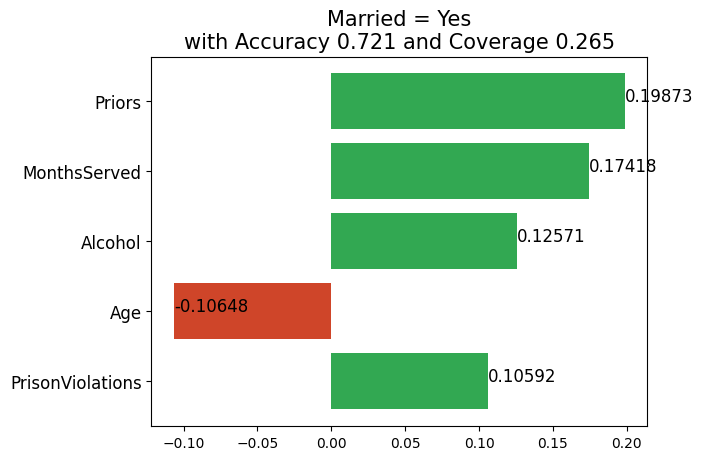 Married = Yes
with Accuracy 0.721 and Coverage 0.265
Priors
0.19873
MonthsServed
0.17418
Alcohol
0.12571
Age
-0.10648
PrisonViolations
0.10592
−0.10
−0.05
0.00
0.05
0.10
0.15
0.20